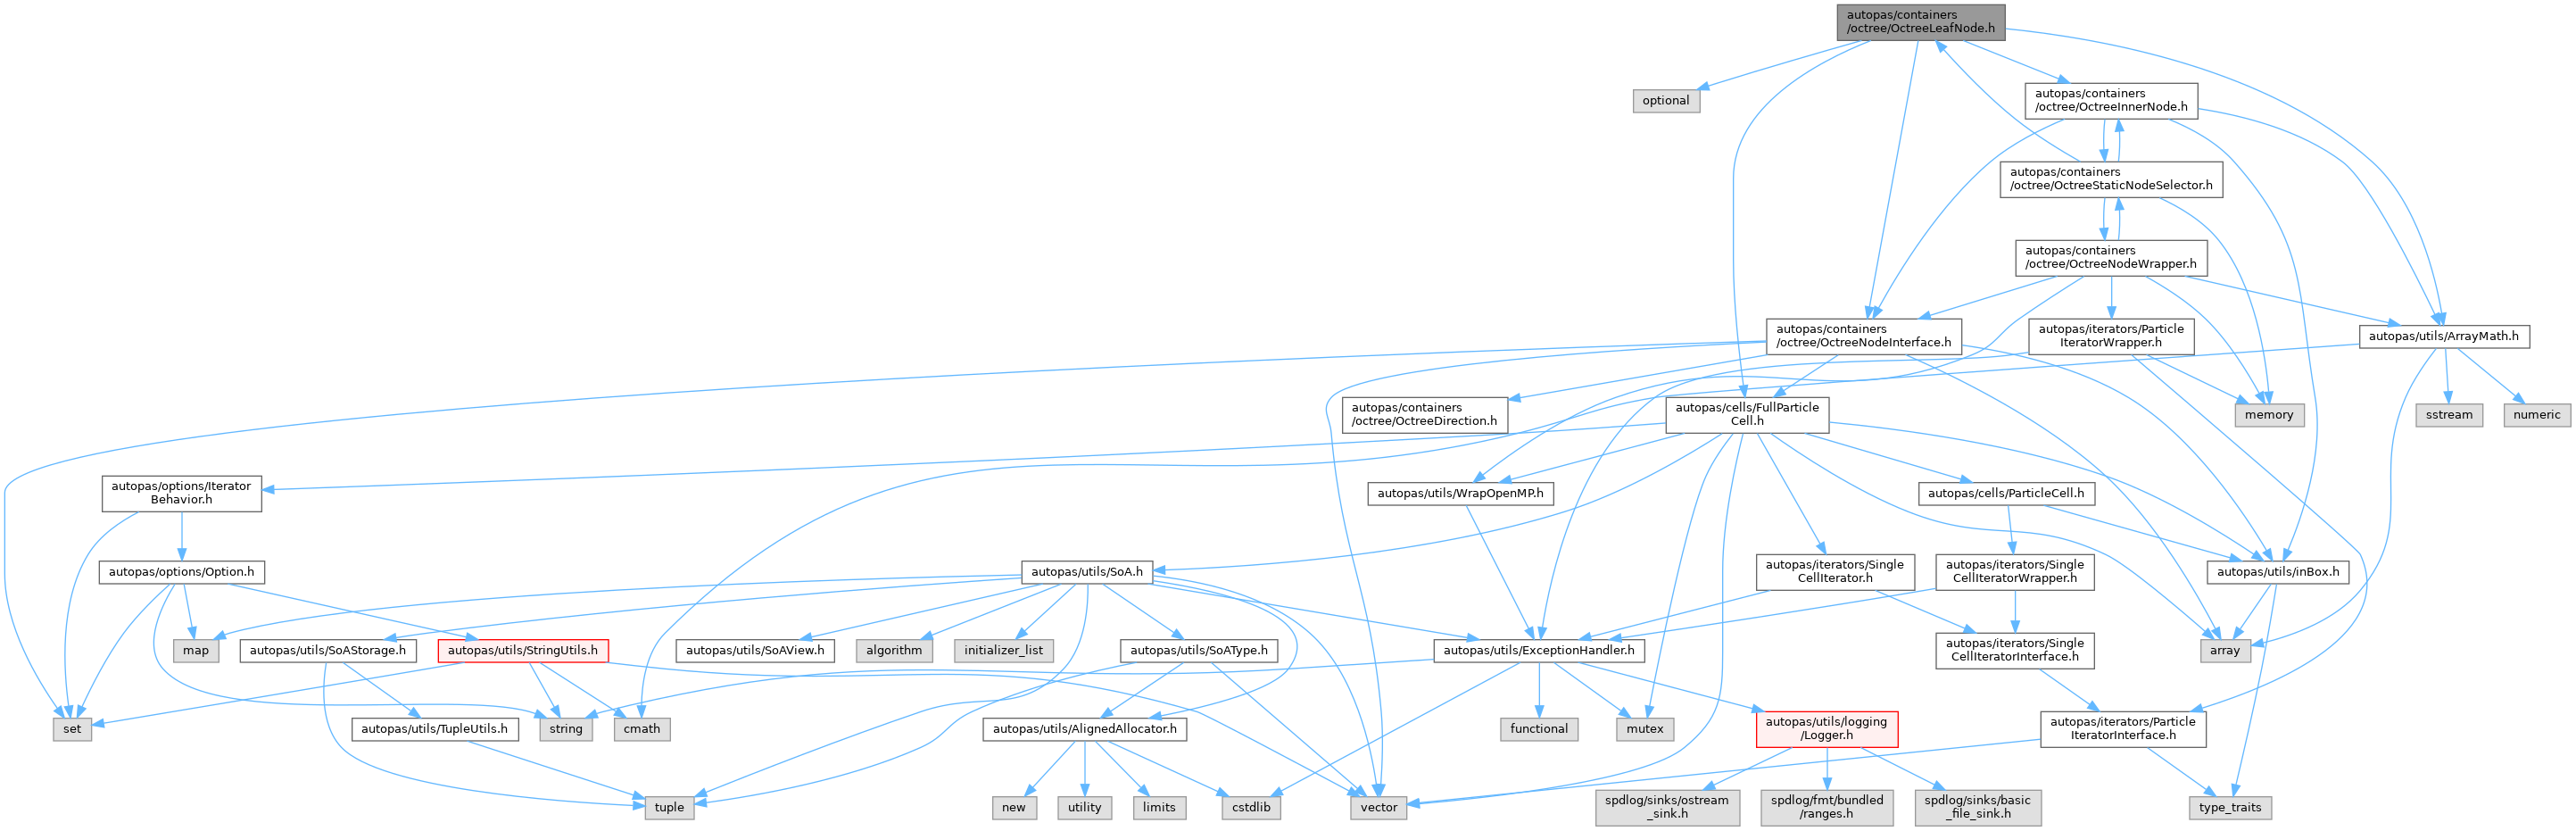 autopas/containers
/octree/OctreeLeafNode.h
optional
autopas/containers
/octree/OctreeInnerNode.h
autopas/containers
/octree/OctreeStaticNodeSelector.h
autopas/containers
/octree/OctreeNodeWrapper.h
autopas/containers
/octree/OctreeNodeInterface.h
autopas/iterators/Particle
IteratorWrapper.h
autopas/utils/ArrayMath.h
autopas/containers
/octree/OctreeDirection.h
autopas/cells/FullParticle
Cell.h
memory
sstream
numeric
autopas/options/Iterator
Behavior.h
autopas/utils/WrapOpenMP.h
autopas/cells/ParticleCell.h
autopas/options/Option.h
autopas/utils/SoA.h
autopas/iterators/Single
CellIterator.h
autopas/iterators/Single
CellIteratorWrapper.h
autopas/utils/inBox.h
map
autopas/utils/SoAStorage.h
autopas/utils/StringUtils.h
autopas/utils/SoAView.h
algorithm
initializer_list
autopas/utils/SoAType.h
autopas/utils/ExceptionHandler.h
autopas/iterators/Single
CellIteratorInterface.h
array
set
autopas/utils/TupleUtils.h
string
cmath
autopas/utils/AlignedAllocator.h
functional
mutex
autopas/utils/logging
/Logger.h
autopas/iterators/Particle
IteratorInterface.h
tuple
new
utility
limits
cstdlib
vector
spdlog/sinks/ostream
_sink.h
spdlog/fmt/bundled
/ranges.h
spdlog/sinks/basic
_file_sink.h
type_traits